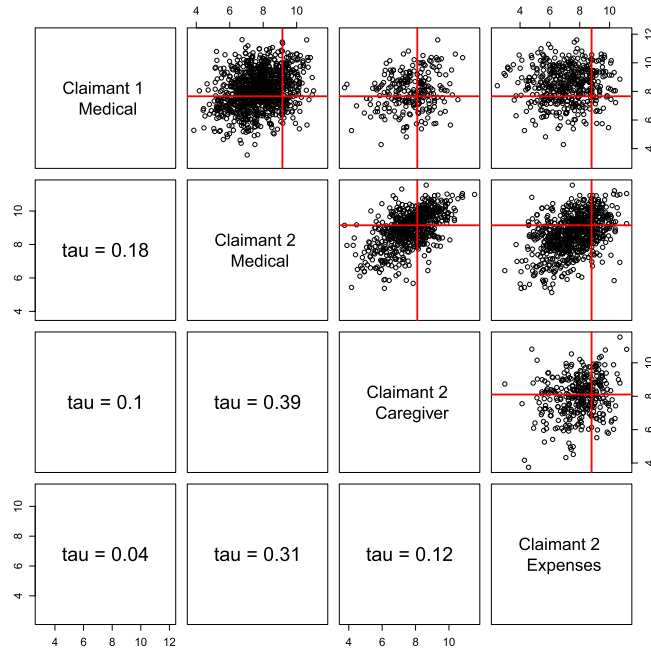 4 6 8 10
4 6 8 10
Claimant 1
Medical
4 6 8 10 12
tau = 0.18
Claimant 2
Medical
4 6 8 10
tau = 0.1
tau = 0.39
Claimant 2
Caregiver
4 6 8 10
tau = 0.04
tau = 0.31
tau = 0.12
Claimant 2
Expenses
4 6 8 10
4 6 8 10 12
4 6 8 10